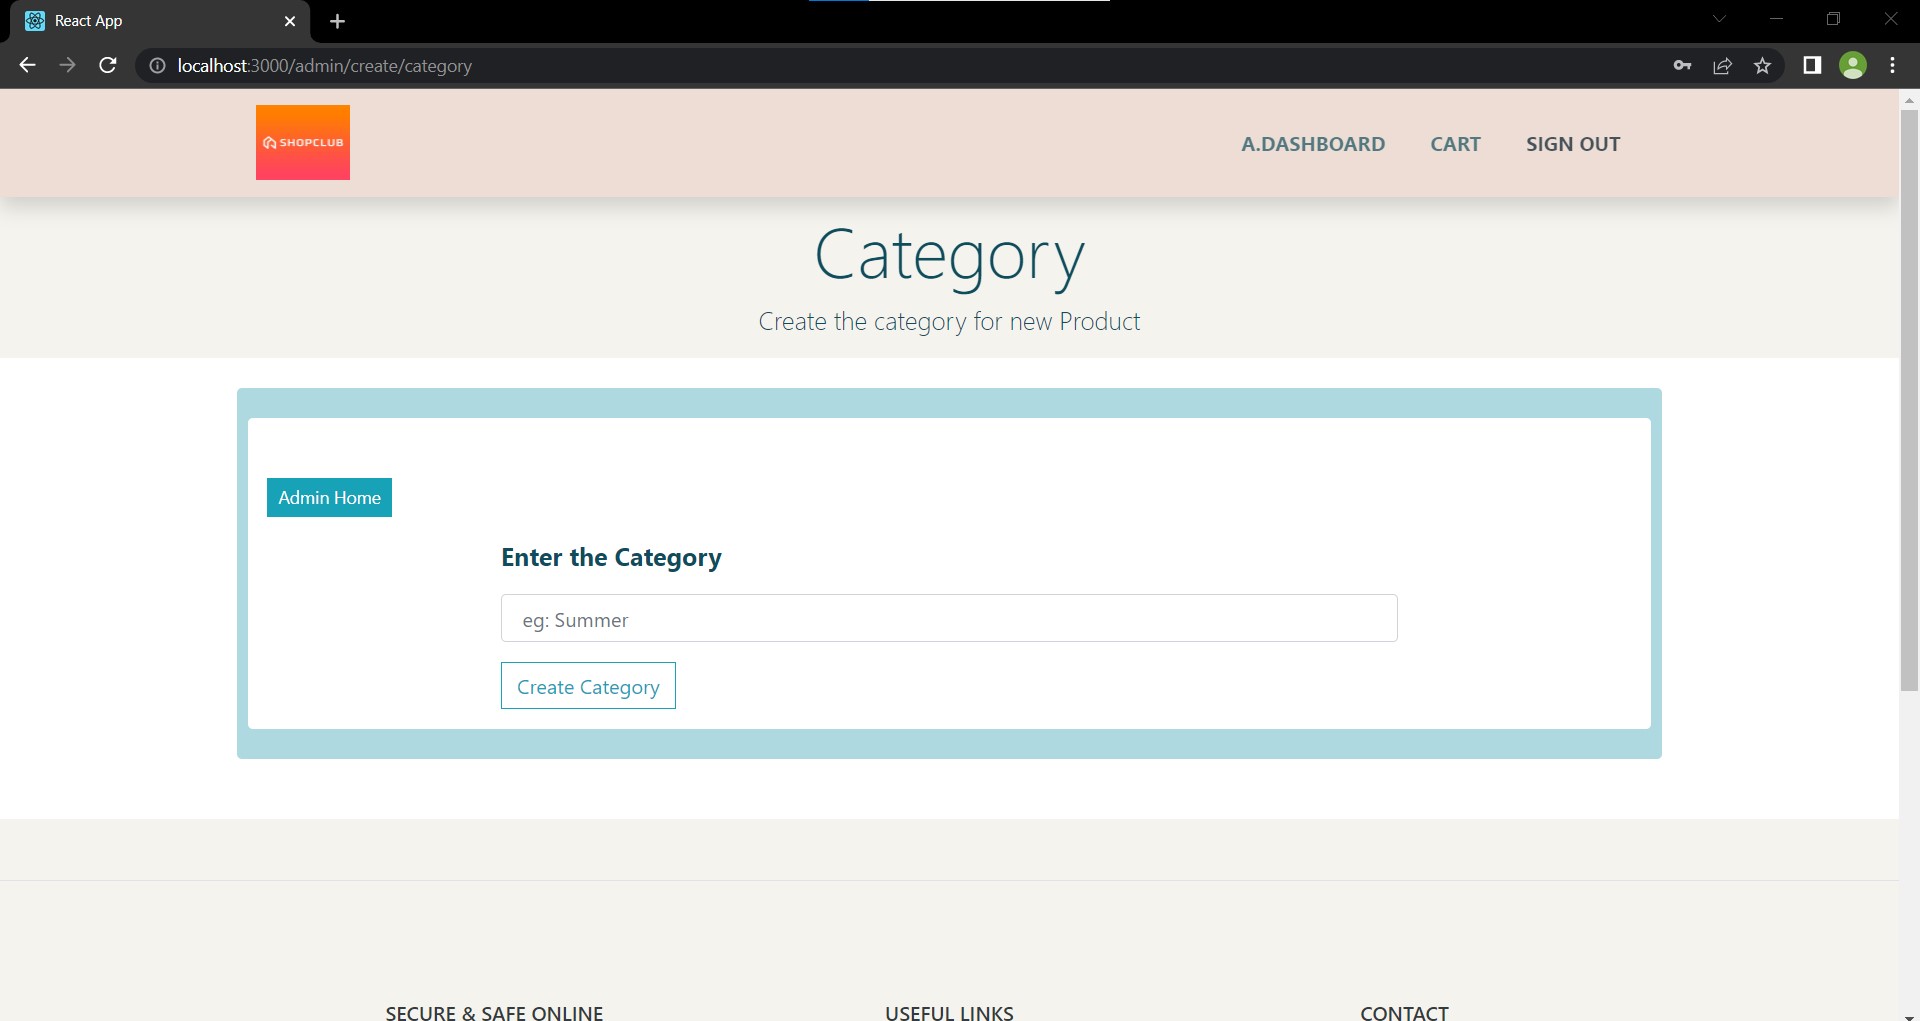 React App
localhost:3000/admin/create/category
SHOPCLUB
A.DASHBOARD CART SIGN OUT
Category
Create the category for new Product
Admin Home
Enter the Category
eg: Summer
Create Category
SECURE & SAFE ONLINE USEFUL LINKS CONTACT